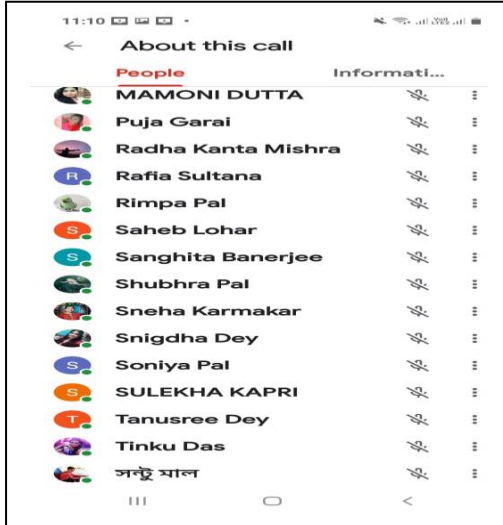 11:10
About this call
People Informati...
MAMONI DUTTA
Puja Garai
Radha Kanta Mishra
R Rafia Sultana
Rimpa Pal
S Saheb Lohar
S Sanghita Banerjee
Shubhra Pal
Sneha Karmakar
Snigdha Dey
S Soniya Pal
S SULEKHA KAPRI
T Tanusree Dey
Tinku Das
সন্টু মাল